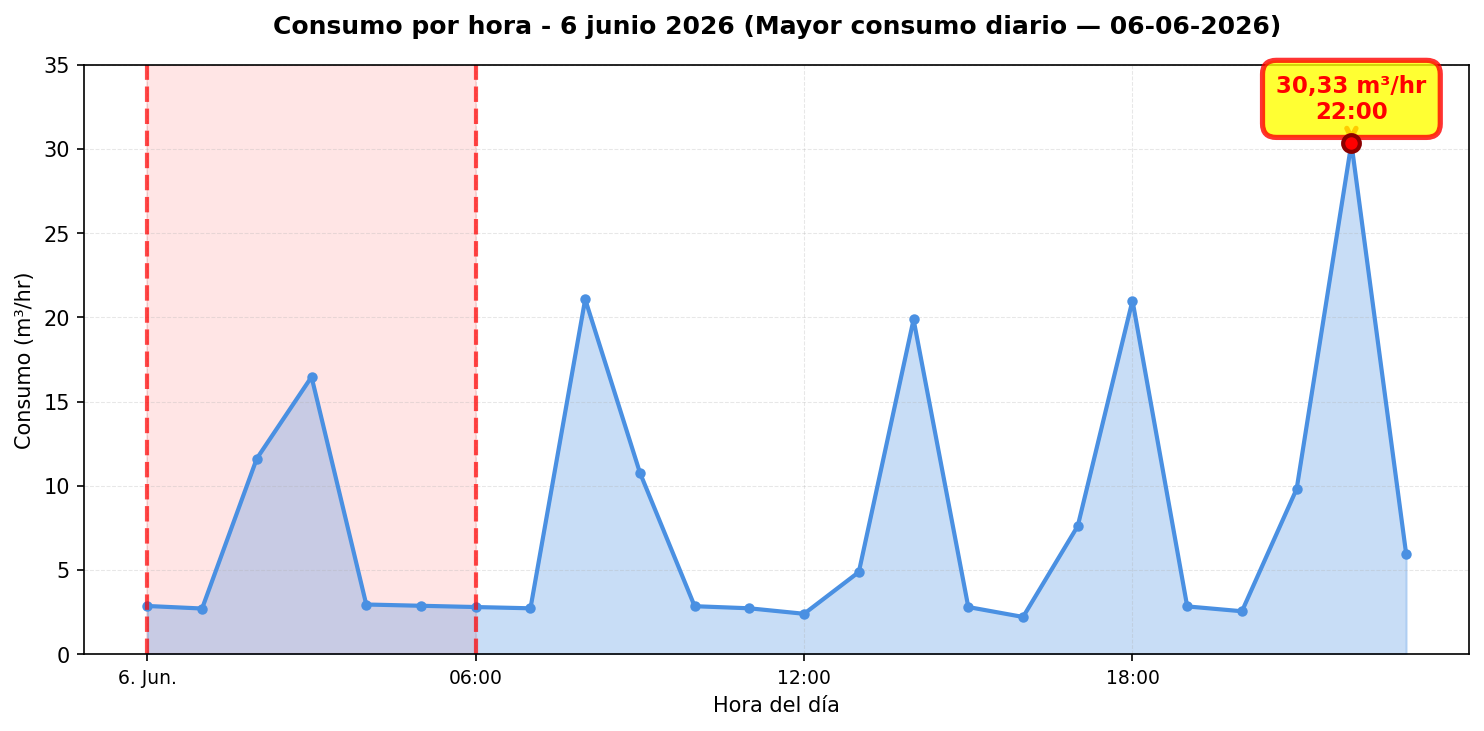 Consumo por hora - 6 junio 2026 (Mayor consumo diario — 06-06-2026)
30,33 m³/hr
22:00
Consumo (m³/hr)
35
30
25
20
15
10
5
0
6. Jun.
06:00
12:00
18:00
Hora del día